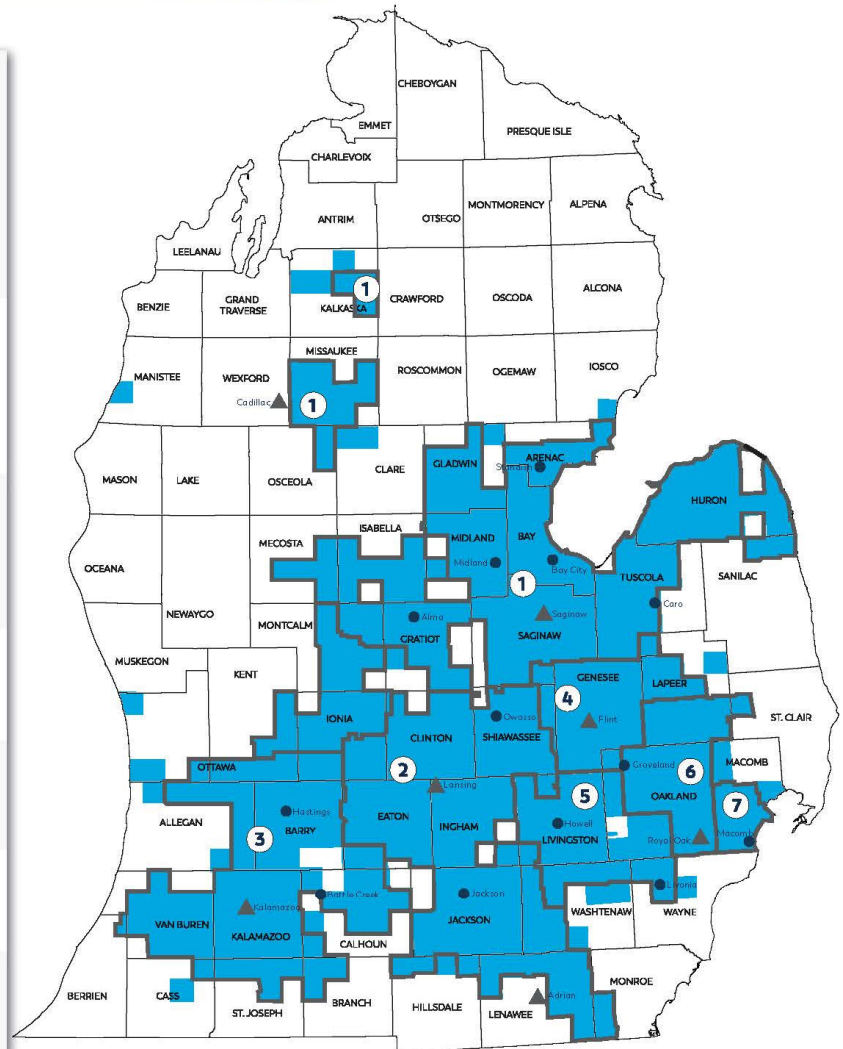 CHEBOYGAN
EMMET
PRESQUE ISLE
CHARLEVOIX
ANTRIM
OTSEGO
MONTMORENCY
ALPENA
LEELANAU
BENZIE
GRAND
TRAVERSE
KALKASKA
1
CRAWFORD
OSCODA
ALCONA
MISSAUKEE
MANISTEE
WEXFORD
ROSCOMMON
OGEMAW
IOSCO
Cadillac
1
MASON
LAKE
OSCEOLA
CLARE
GLADWIN
ARENAC
Standish
HURON
OCEANA
MECOSTA
ISABELLA
MIDLAND
BAY
Midland
Bay City
TUSCOLA
SANILAC
1
NEWAYGO
MONTCALM
Alma
GRATIOT
Saginaw
SAGINAW
Caro
MUSKEGON
KENT
GENESEE
LAPEER
IONIA
CLINTON
Owosso
SHIAWASSEE
4
Flint
ST. CLAIR
OTTAWA
2
Lansing
Groveland
6
MACOMB
OAKLAND
ALLEGAN
Hastings
BARRY
3
EATON
INGHAM
5
Howell
LIVINGSTON
7
Royal Oak
Macomb
VAN BUREN
Kalamazoo
KALAMAZOO
Battle Creek
CALHOUN
Jackson
JACKSON
WASHTENAW
Livonia
WAYNE
BERRIEN
CASS
ST. JOSEPH
BRANCH
HILLSDALE
LENAWEE
Adrian
MONROE